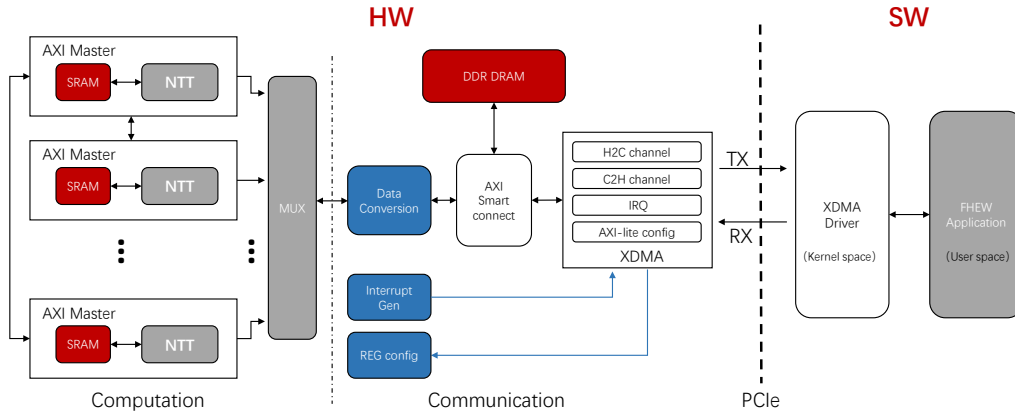 HW
SW
AXI Master
SRAM
NTT
AXI Master
SRAM
NTT
AXI Master
SRAM
NTT
MUX
Data
Conversion
Interrupt
Gen
REG config
DDR DRAM
AXI
Smart
connect
H2C channel
C2H channel
IRQ
AXI-lite config
XDMA
TX
RX
XDMA
Driver
(Kernel space)
FHEW
Application
(User space)
Computation
Communication
PCIe